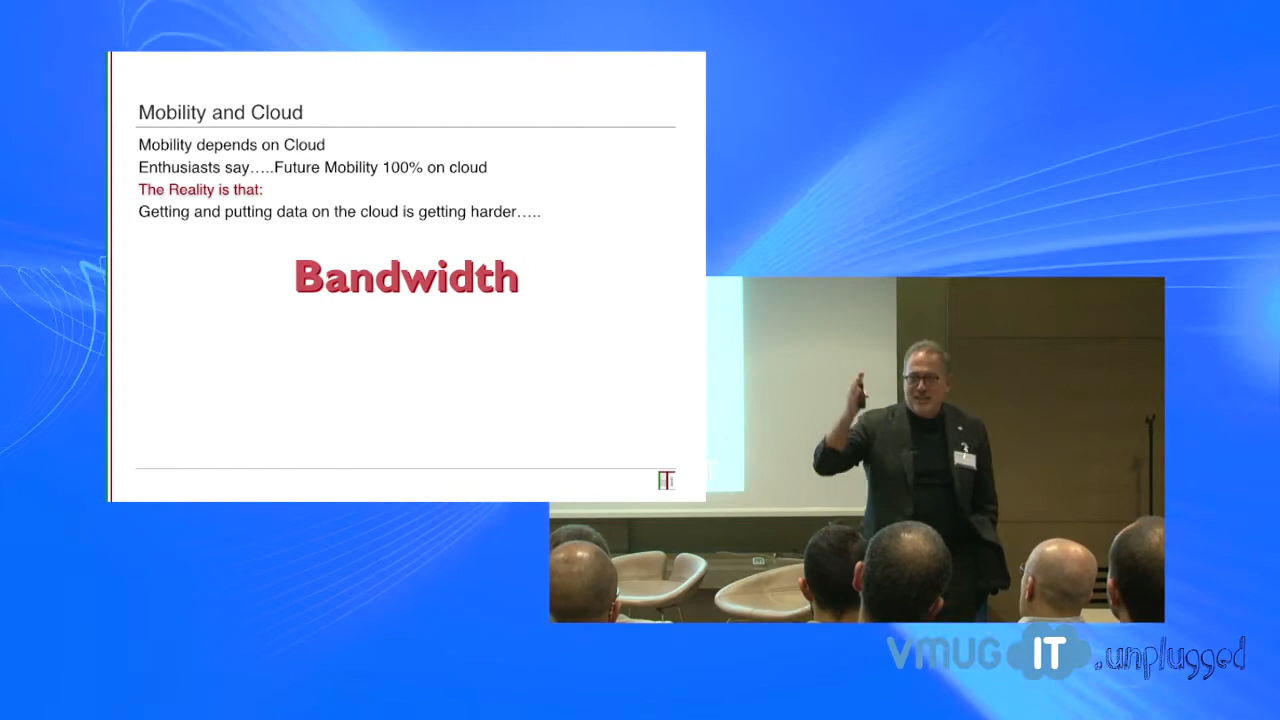 Mobility and Cloud
Mobility depends on Cloud
Enthusiasts say…..Future Mobility 100% on cloud
The Reality is that:
Getting and putting data on the cloud is getting harder…..
Bandwidth
vmug IT .unplugged